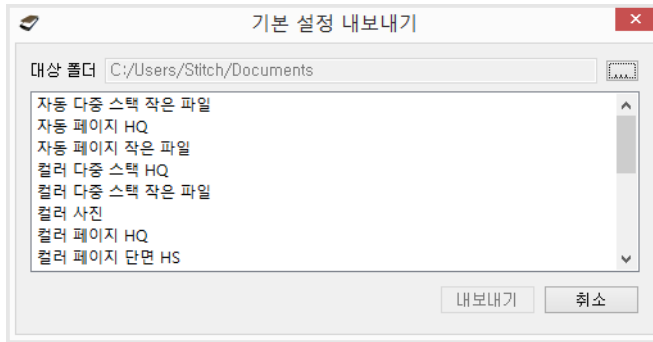 기본 설정 내보내기
대상 폴더 C:/Users/Stitch/Documents ...
자동 다중 스택 작은 파일
자동 페이지 HQ
자동 페이지 작은 파일
컬러 다중 스택 HQ
컬러 다중 스택 작은 파일
컬러 사진
컬러 페이지 HQ
컬러 페이지 단면 HS
내보내기 취소